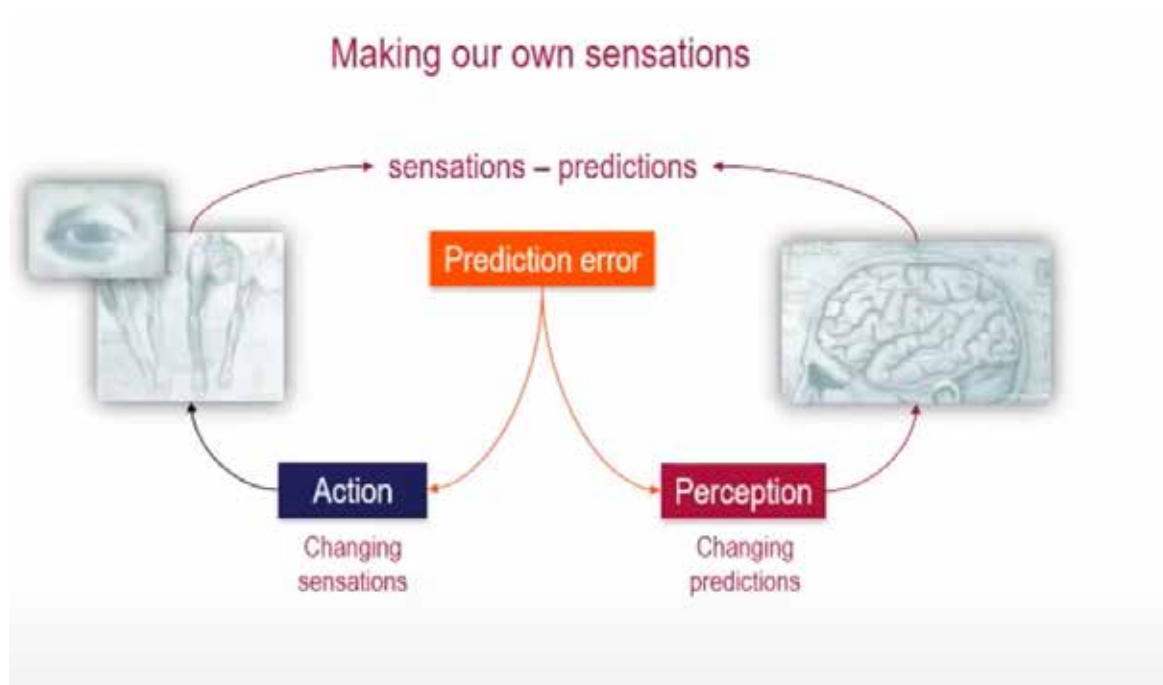 Making our own sensations
sensations – predictions
Prediction error
Action
Perception
Changing
sensations
Changing
predictions